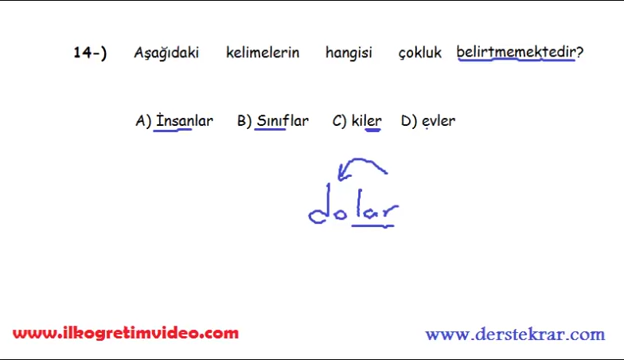 14-) Aşağıdaki kelimelerin hangisi çokluk belirtmemektedir?
A) İnsanlar B) Sınıflar C) kiler D) evler
dolar
www.ilkogretimvideo.com www.derstekrar.com